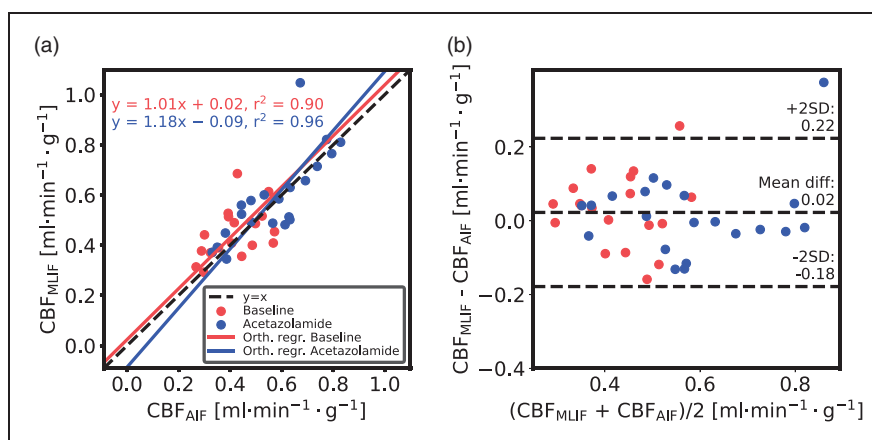 (a)
CBF_MLIF [ml·min⁻¹·g⁻¹]
1.0
0.8
0.6
0.4
0.2
0.0
y = 1.01x + 0.02, r² = 0.90
y = 1.18x − 0.09, r² = 0.96
y=x
Baseline
Acetazolamide
Orth. regr. Baseline
Orth. regr. Acetazolamide
0.0 0.2 0.4 0.6 0.8 1.0
CBF_AIF [ml·min⁻¹·g⁻¹]
(b)
CBF_MLIF - CBF_AIF [ml·min⁻¹·g⁻¹]
0.2
0.0
−0.2
−0.4
+2SD:
0.22
Mean diff:
0.02
-2SD:
-0.18
0.4 0.6 0.8
(CBF_MLIF + CBF_AIF)/2 [ml·min⁻¹·g⁻¹]